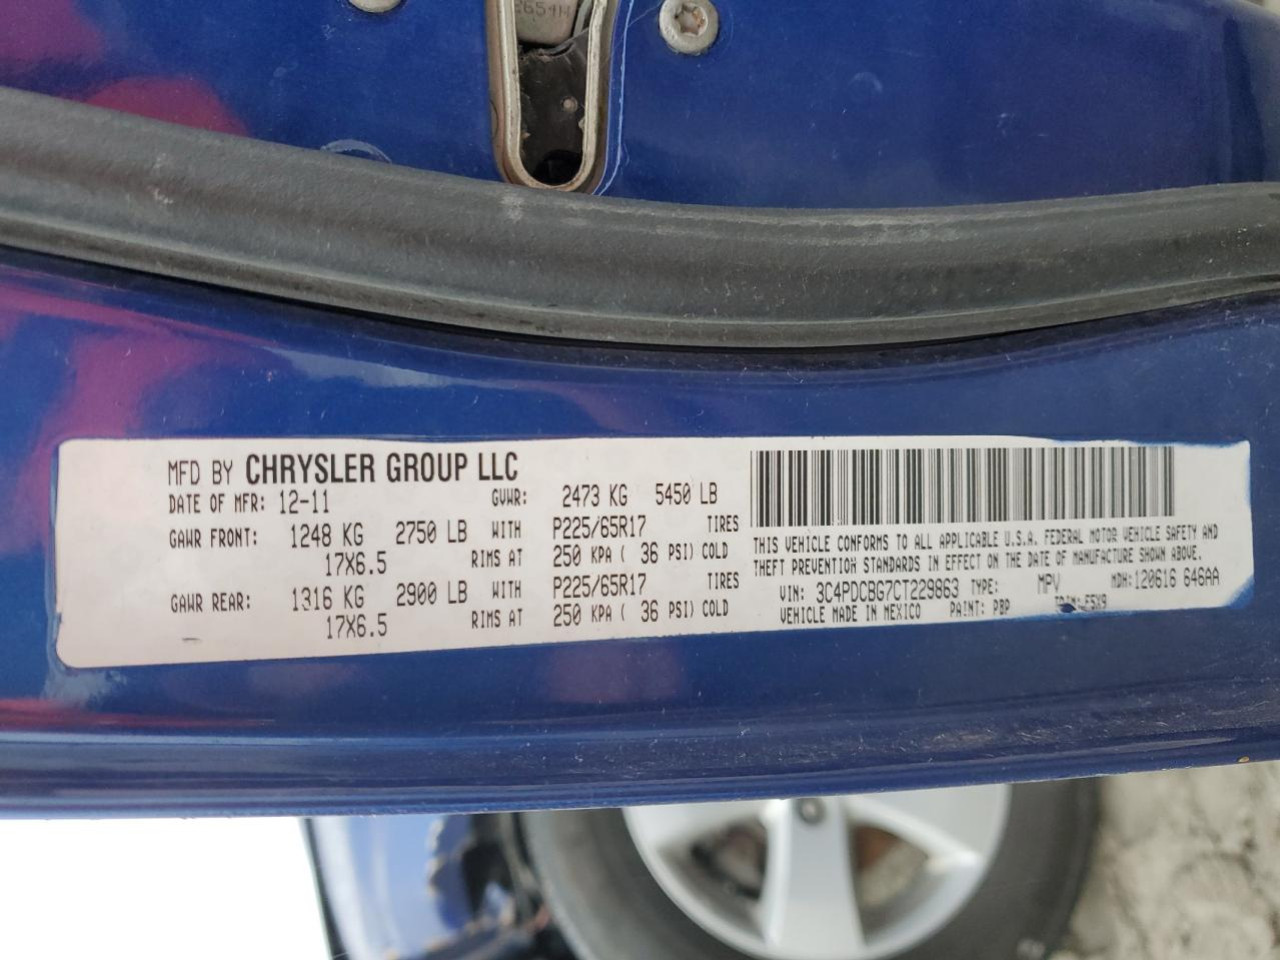 2654H
MFD BY CHRYSLER GROUP LLC
DATE OF MFR: 12-11 GVWR: 2473 KG 5450 LB
GAWR FRONT: 1248 KG 2750 LB WITH P225/65R17 TIRES
17X6.5 RIMS AT 250 KPA ( 36 PSI) COLD
GAWR REAR: 1316 KG 2900 LB WITH P225/65R17 TIRES
17X6.5 RIMS AT 250 KPA ( 36 PSI) COLD
THIS VEHICLE CONFORMS TO ALL APPLICABLE U.S.A. FEDERAL MOTOR VEHICLE SAFETY AND
THEFT PREVENTION STANDARDS IN EFFECT ON THE DATE OF MANUFACTURE SHOWN ABOVE.
VIN: 3C4PDCBG7CT229863 TYPE: MPV MDH:120616 646AA
VEHICLE MADE IN MEXICO PAINT: PBP TRIM:E5X9